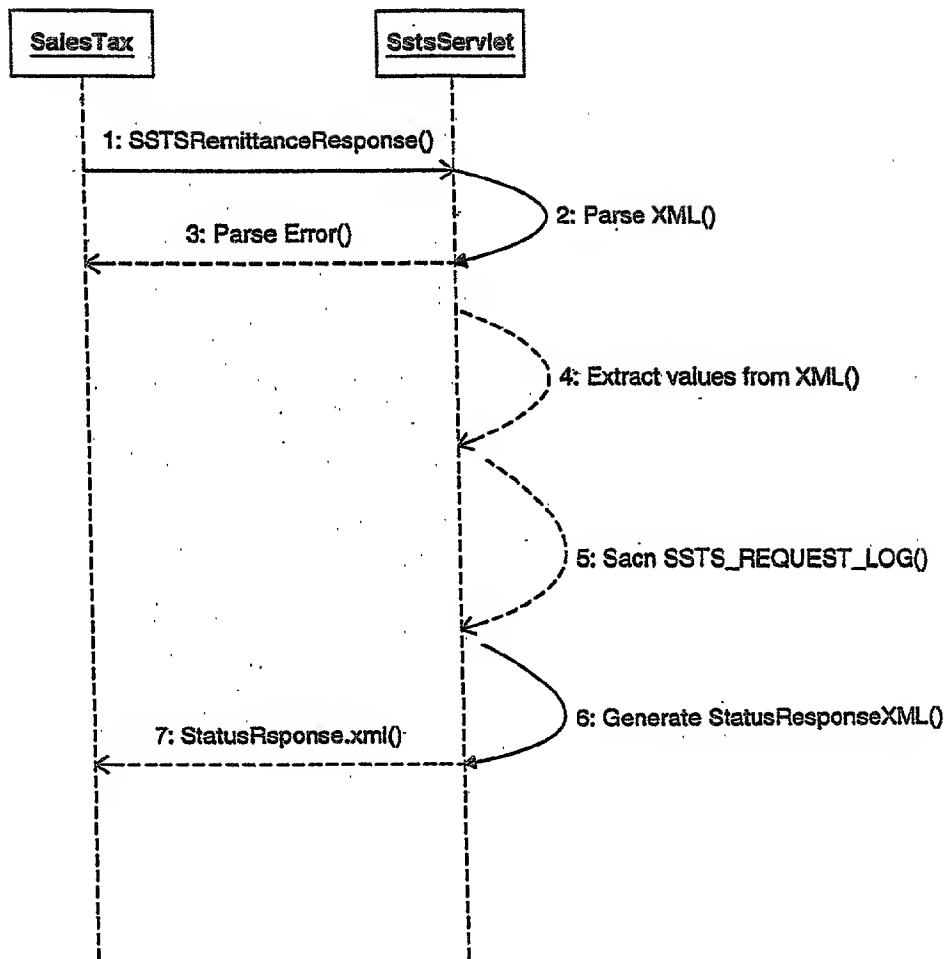 SalesTax
SstsServlet
1: SSTSRemittanceResponse()
2: Parse XML()
3: Parse Error()
4: Extract values from XML()
5: Sacn SSTS_REQUEST_LOG()
6: Generate StatusResponseXML()
7: StatusRsponse.xml()